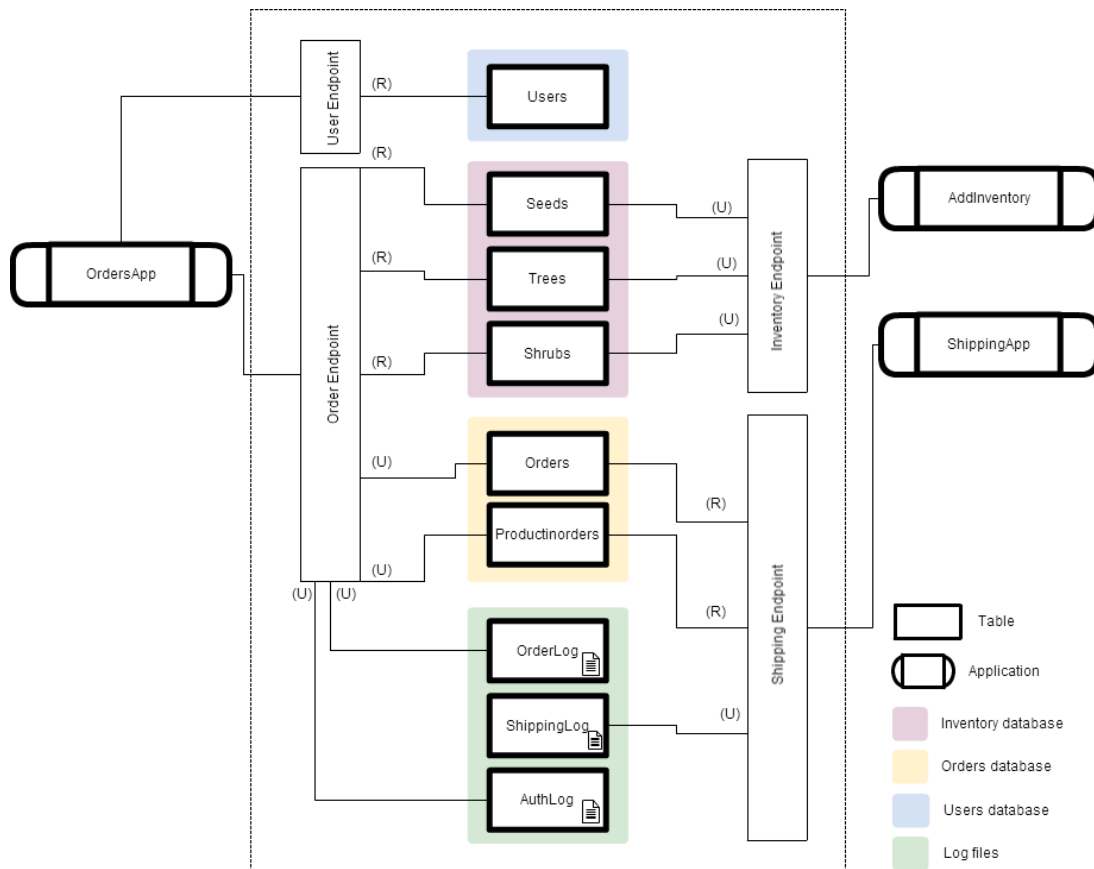 User Endpoint
(R)
Users
(R)
Seeds
(U)
AddInventory
OrdersApp
(R)
Trees
(U)
Inventory Endpoint
Order Endpoint
(R)
Shrubs
(U)
ShippingApp
(U)
Orders
(R)
(U)
Productinorders
(R)
Shipping Endpoint
(U)
(U)
OrderLog
ShippingLog
(U)
AuthLog
Table
Application
Inventory database
Orders database
Users database
Log files